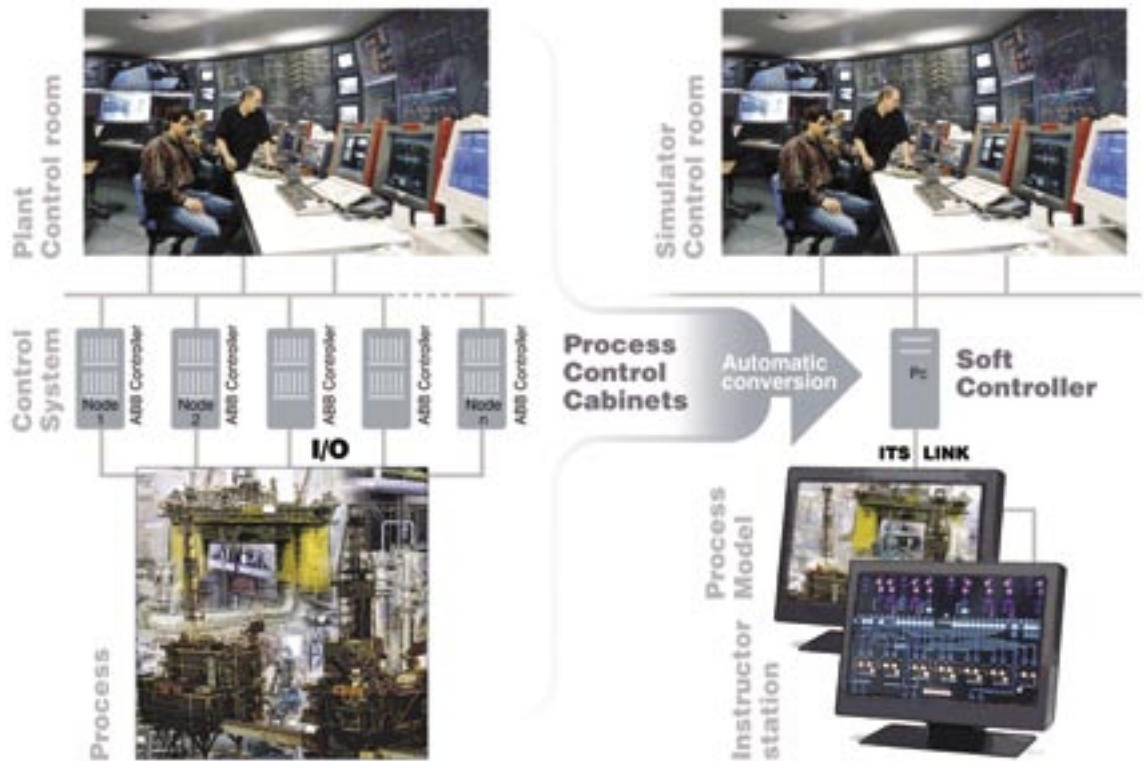 Plant
Control room
Simulator
Control room
Control
System
Node
1
ABB Controller
Node
2
ABB Controller
ABB Controller
ABB Controller
Node
n
ABB Controller
I/O
Process
Process
Control
Cabinets
Automatic
conversion
PC
Soft
Controller
ITS LINK
Process
Model
Instructor
station